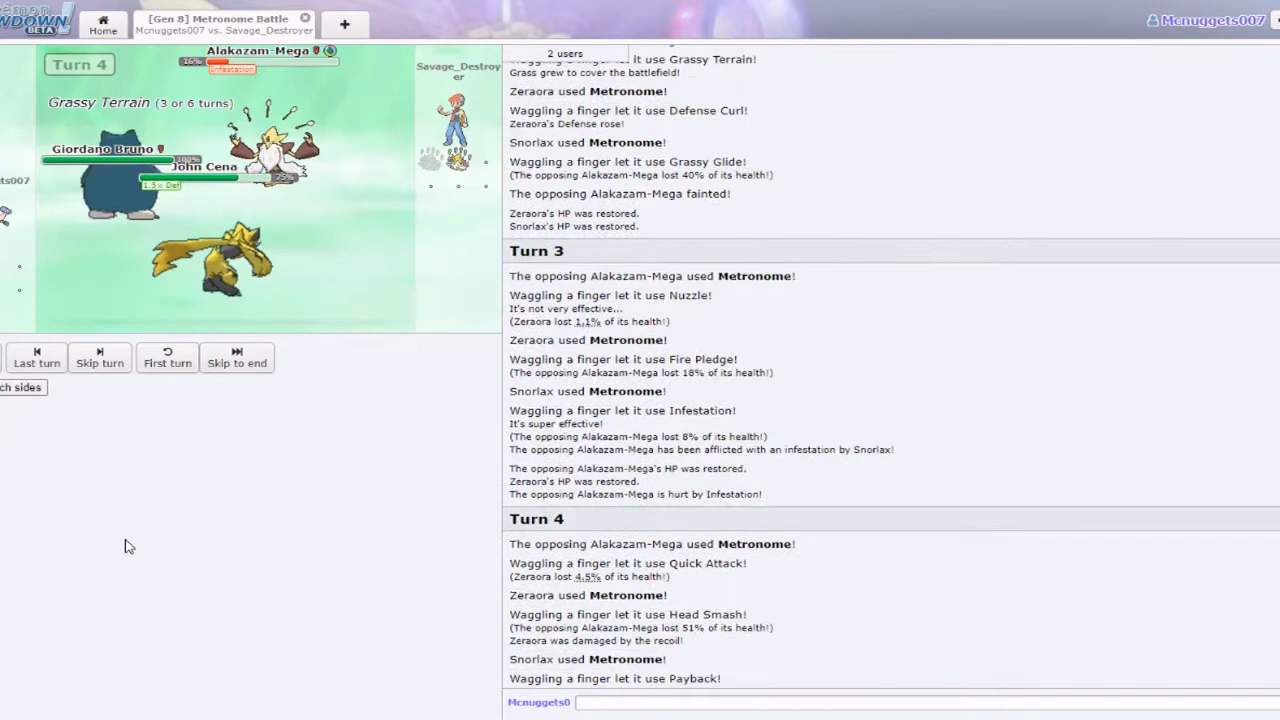 OWDOWN!
BETA
Home
[Gen 8] Metronome Battle
Mcnuggets007 vs. Savage_Destroyer
+
Mcnuggets007
Turn 4
Alakazam-Mega
16%
Infestation
Grassy Terrain (3 or 6 turns)
Giordano Bruno
100%
John Cena
75%
1.5x Def
Savage_Destroy
er
ts007
Last turn
Skip turn
First turn
Skip to end
ch sides
2 users
Waggling a finger let it use Grassy Terrain!
Grass grew to cover the battlefield!
Zeraora used Metronome!
Waggling a finger let it use Defense Curl!
Zeraora's Defense rose!
Snorlax used Metronome!
Waggling a finger let it use Grassy Glide!
(The opposing Alakazam-Mega lost 40% of its health!)
The opposing Alakazam-Mega fainted!
Zeraora's HP was restored.
Snorlax's HP was restored.
Turn 3
The opposing Alakazam-Mega used Metronome!
Waggling a finger let it use Nuzzle!
It's not very effective...
(Zeraora lost 1.1% of its health!)
Zeraora used Metronome!
Waggling a finger let it use Fire Pledge!
(The opposing Alakazam-Mega lost 18% of its health!)
Snorlax used Metronome!
Waggling a finger let it use Infestation!
It's super effective!
(The opposing Alakazam-Mega lost 8% of its health!)
The opposing Alakazam-Mega has been afflicted with an infestation by Snorlax!
The opposing Alakazam-Mega's HP was restored.
Zeraora's HP was restored.
The opposing Alakazam-Mega is hurt by Infestation!
Turn 4
The opposing Alakazam-Mega used Metronome!
Waggling a finger let it use Quick Attack!
(Zeraora lost 4.5% of its health!)
Zeraora used Metronome!
Waggling a finger let it use Head Smash!
(The opposing Alakazam-Mega lost 51% of its health!)
Zeraora was damaged by the recoil!
Snorlax used Metronome!
Waggling a finger let it use Payback!
Mcnuggets0